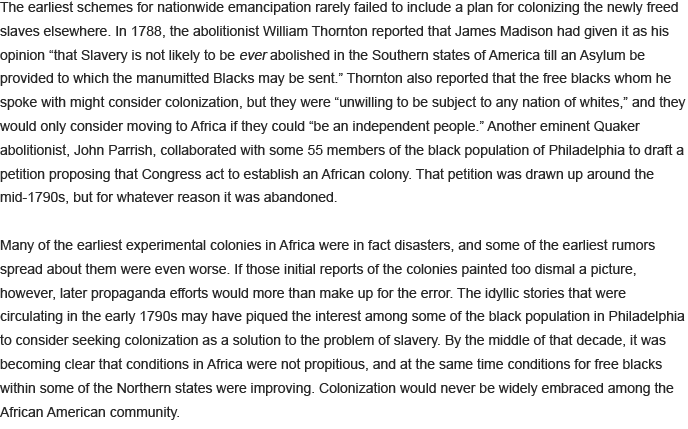 The earliest schemes for nationwide emancipation rarely failed to include a plan for colonizing the newly freed
slaves elsewhere. In 1788, the abolitionist William Thornton reported that James Madison had given it as his
opinion “that Slavery is not likely to be ever abolished in the Southern states of America till an Asylum be
provided to which the manumitted Blacks may be sent.” Thornton also reported that the free blacks whom he
spoke with might consider colonization, but they were “unwilling to be subject to any nation of whites,” and they
would only consider moving to Africa if they could “be an independent people.” Another eminent Quaker
abolitionist, John Parrish, collaborated with some 55 members of the black population of Philadelphia to draft a
petition proposing that Congress act to establish an African colony. That petition was drawn up around the
mid-1790s, but for whatever reason it was abandoned.
Many of the earliest experimental colonies in Africa were in fact disasters, and some of the earliest rumors
spread about them were even worse. If those initial reports of the colonies painted too dismal a picture,
however, later propaganda efforts would more than make up for the error. The idyllic stories that were
circulating in the early 1790s may have piqued the interest among some of the black population in Philadelphia
to consider seeking colonization as a solution to the problem of slavery. By the middle of that decade, it was
becoming clear that conditions in Africa were not propitious, and at the same time conditions for free blacks
within some of the Northern states were improving. Colonization would never be widely embraced among the
African American community.